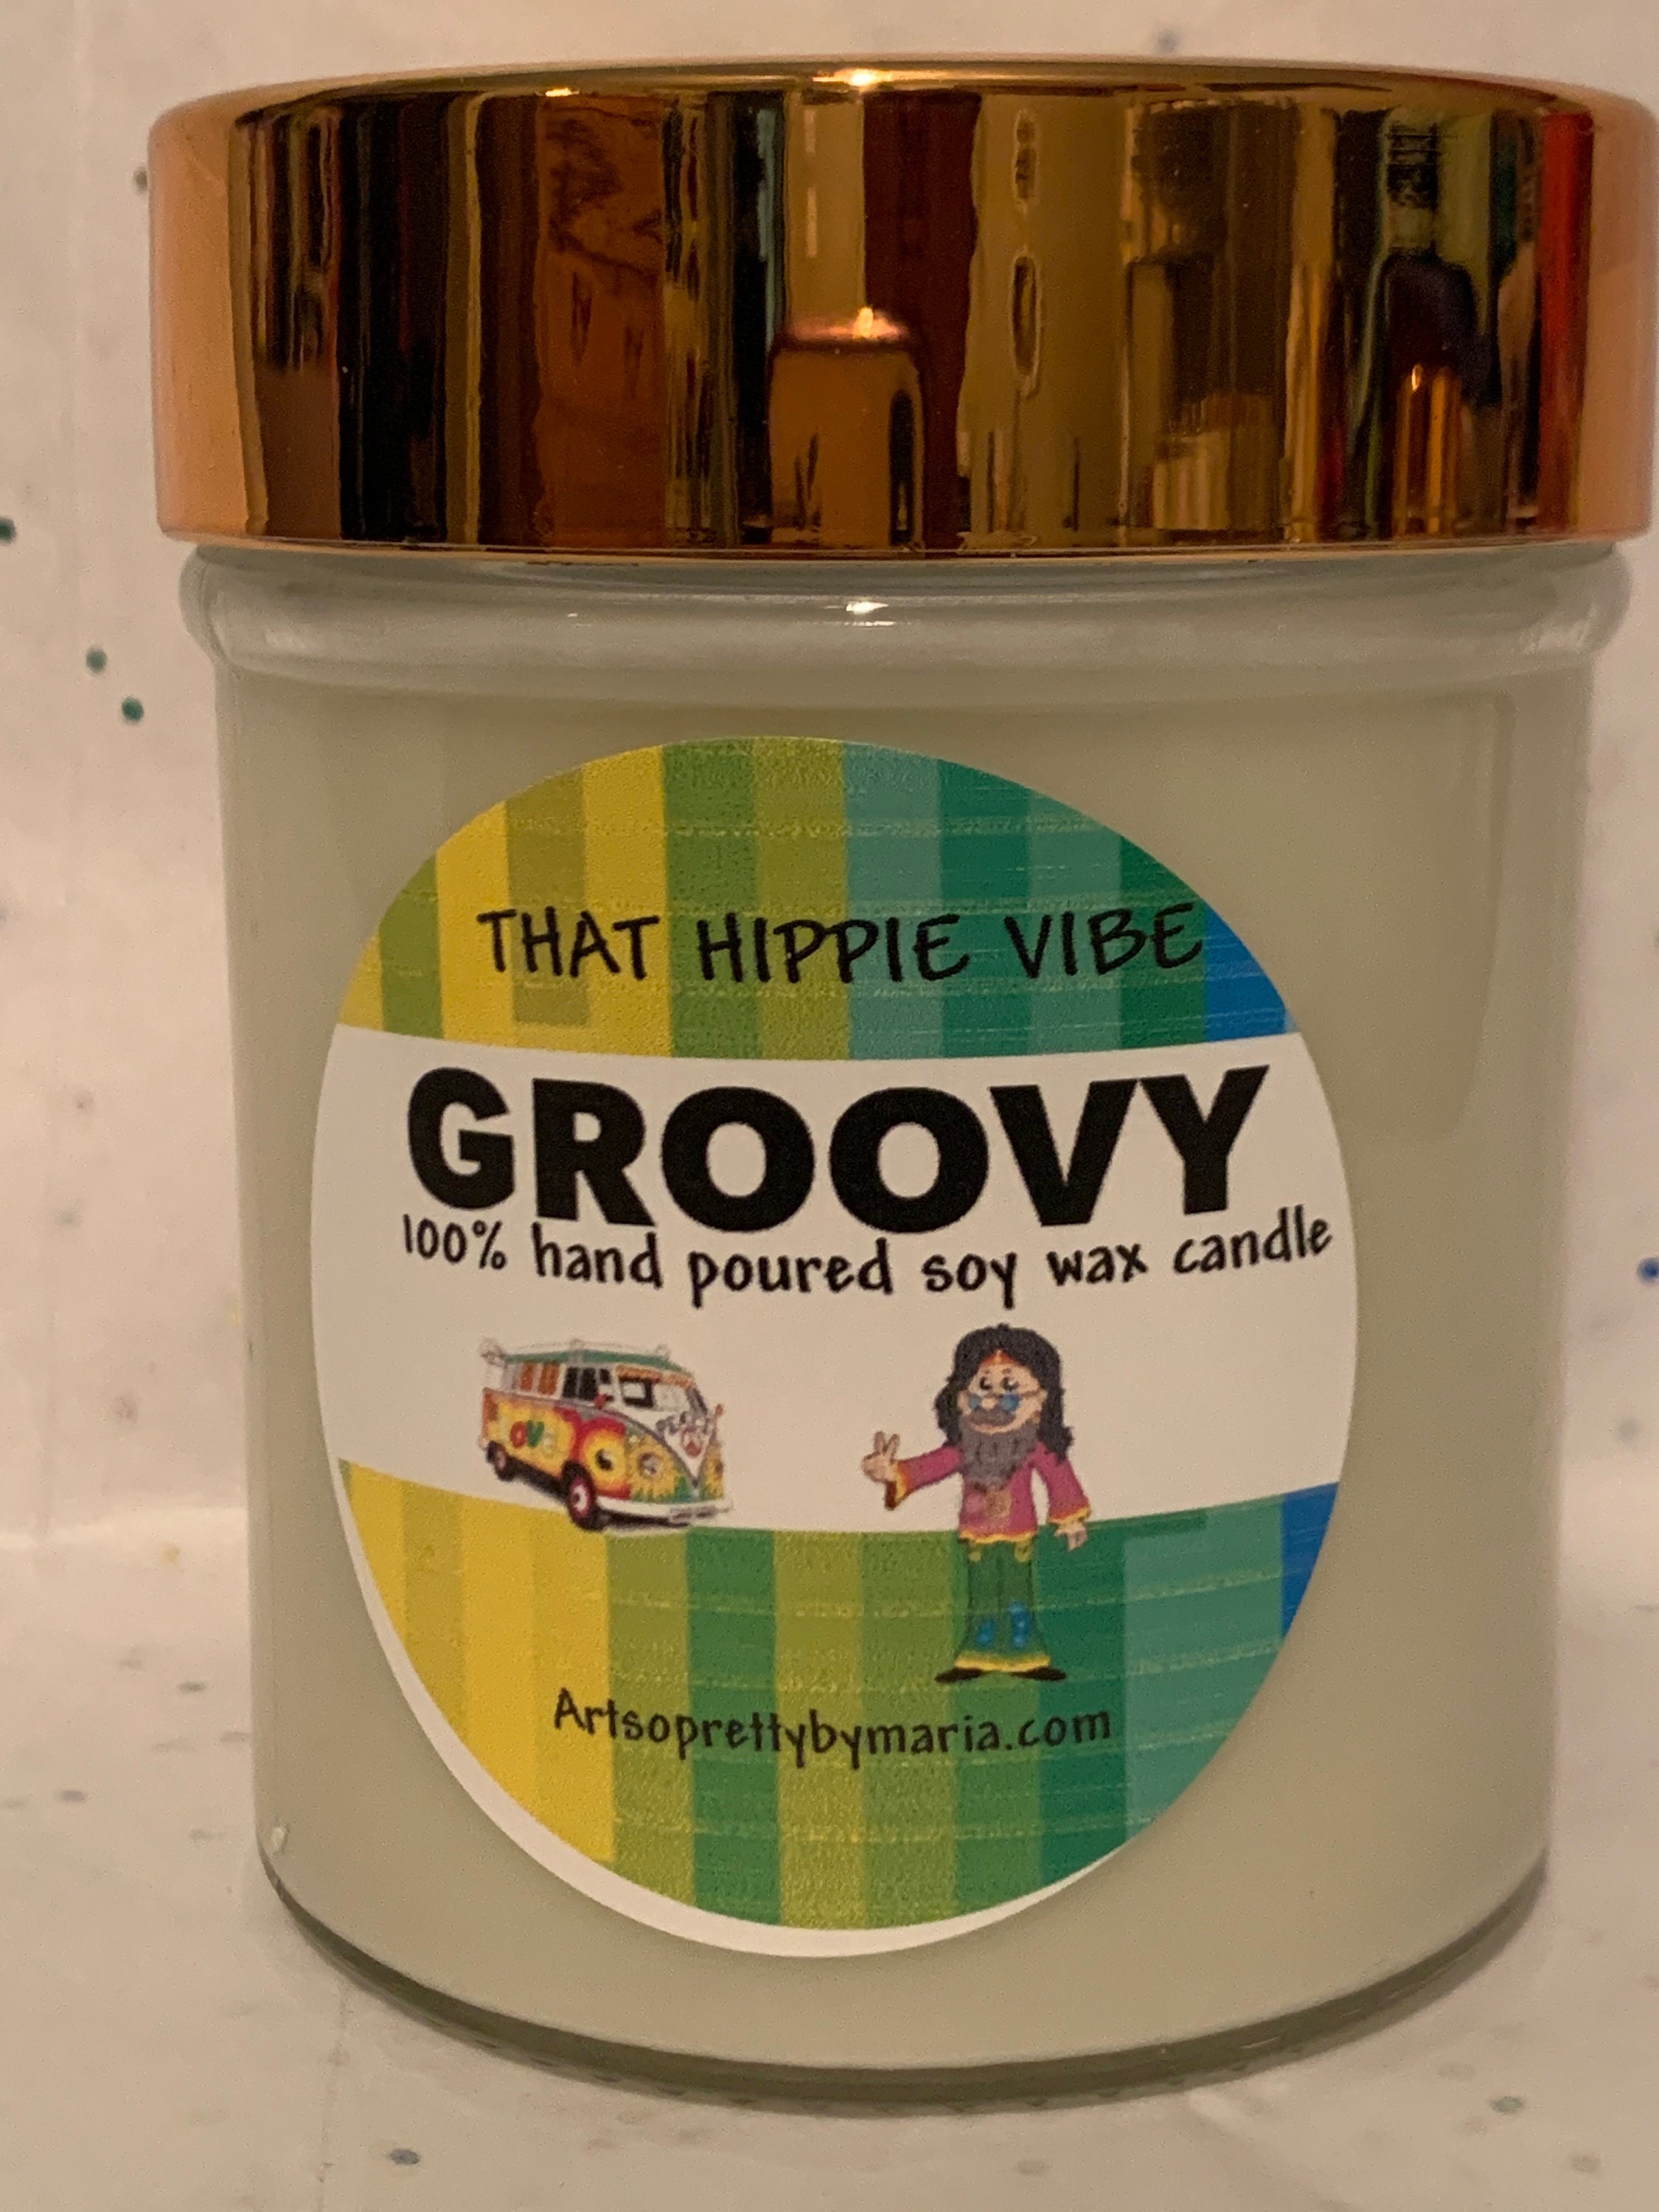 THAT HIPPIE VIBE
GROOVY
100% hand poured soy wax candle
Artsoprettybymaria.com